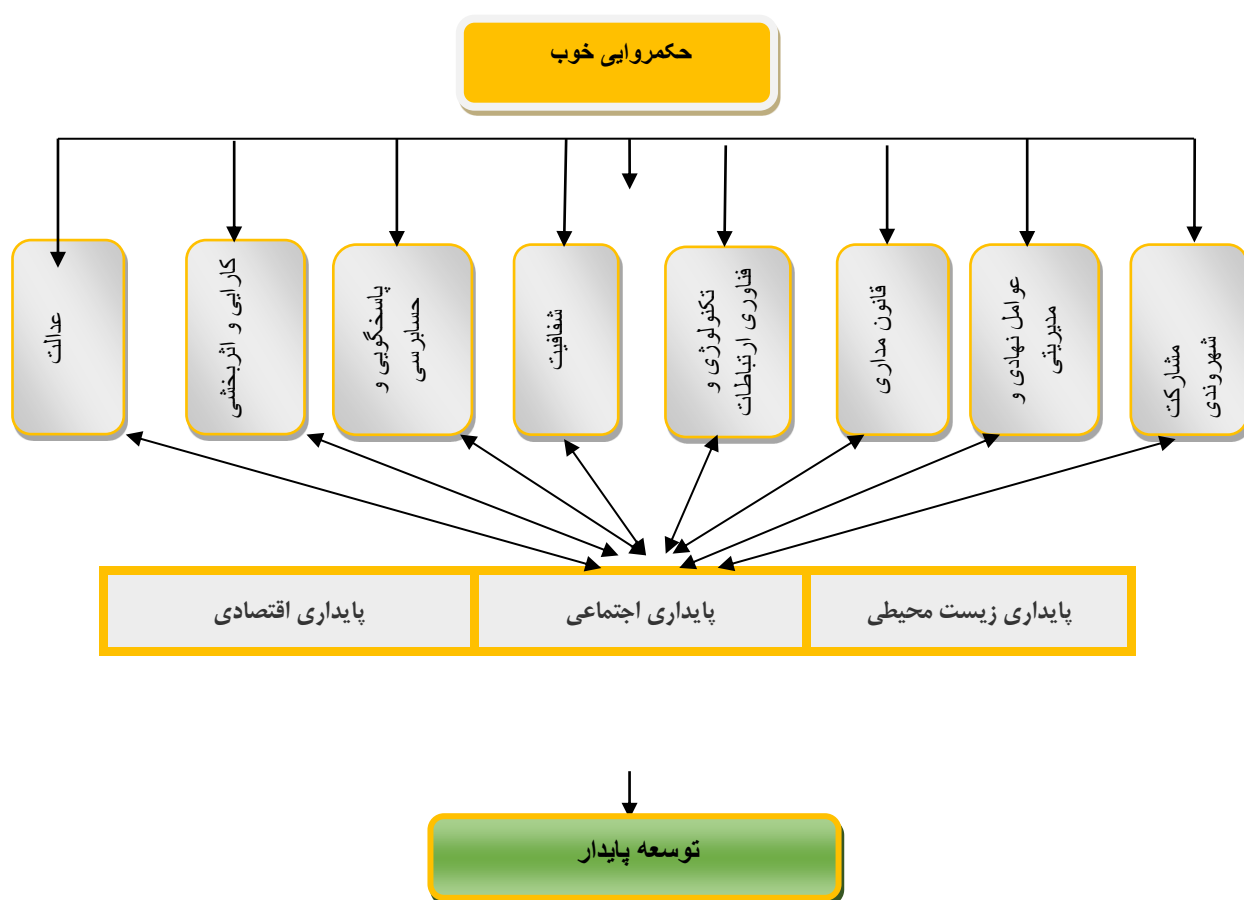 حکمروایی خوب
مشارکت
شهروندی
عوامل نهادی و
مدیریتی
قانون مداری
تکنولوژی و
فناوری ارتباطات
شفافیت
پاسخگویی و
حسابرسی
کارایی و اثربخشی
عدالت
پایداری زیست محیطی
پایداری اجتماعی
پایداری اقتصادی
توسعه پایدار